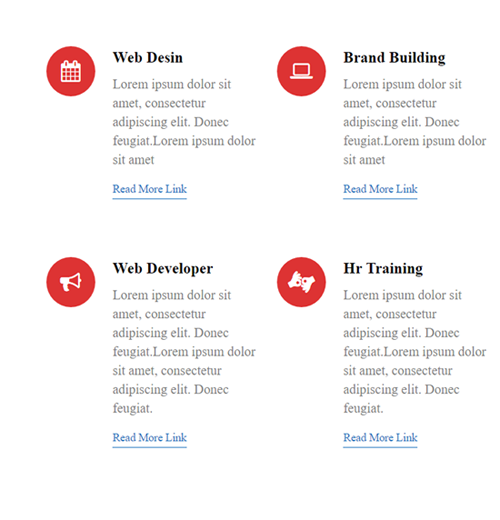 Web Desin
Lorem ipsum dolor sit
amet, consectetur
adipiscing elit. Donec
feugiat.Lorem ipsum dolor
sit amet
Read More Link
Brand Building
Lorem ipsum dolor sit
amet, consectetur
adipiscing elit. Donec
feugiat.Lorem ipsum dolor
sit amet
Read More Link
Web Developer
Lorem ipsum dolor sit
amet, consectetur
adipiscing elit. Donec
feugiat.Lorem ipsum dolor
sit amet, consectetur
adipiscing elit. Donec
feugiat.
Read More Link
Hr Training
Lorem ipsum dolor sit
amet, consectetur
adipiscing elit. Donec
feugiat.Lorem ipsum dolor
sit amet, consectetur
adipiscing elit. Donec
feugiat.
Read More Link